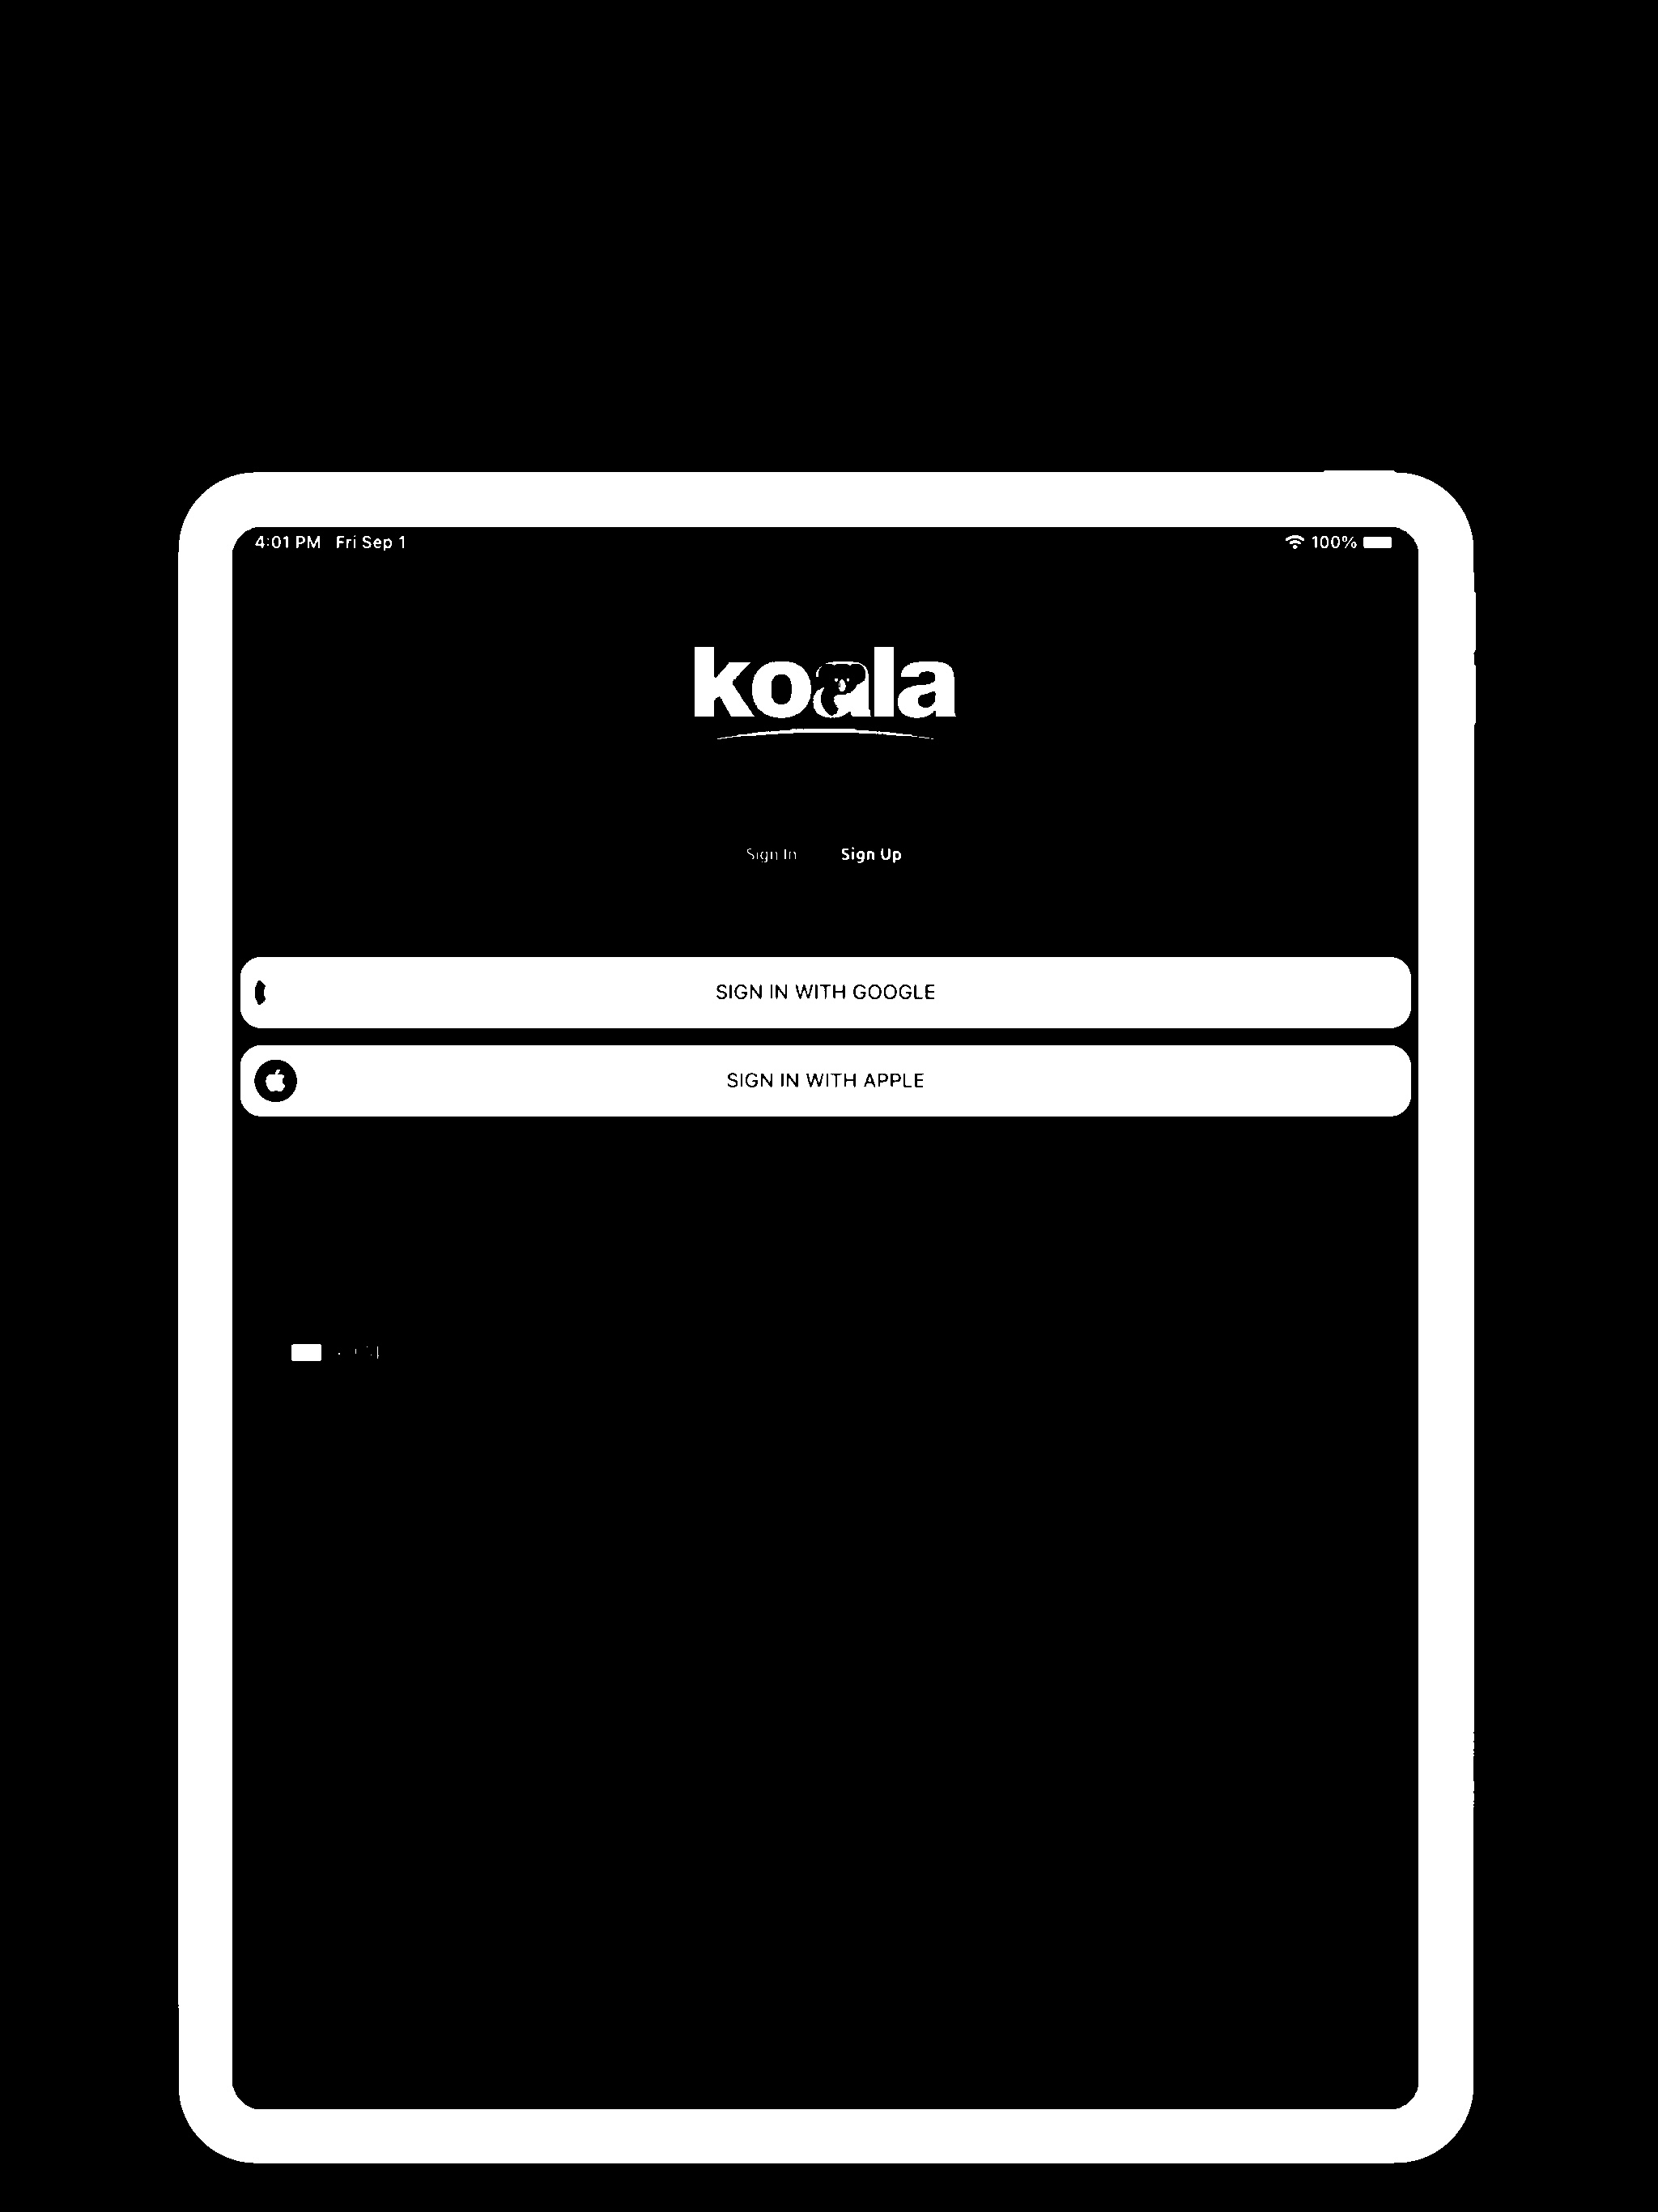 4:01 PM Fri Sep 1 100%
koala
Sign In Sign Up
SIGN IN WITH GOOGLE
SIGN IN WITH APPLE